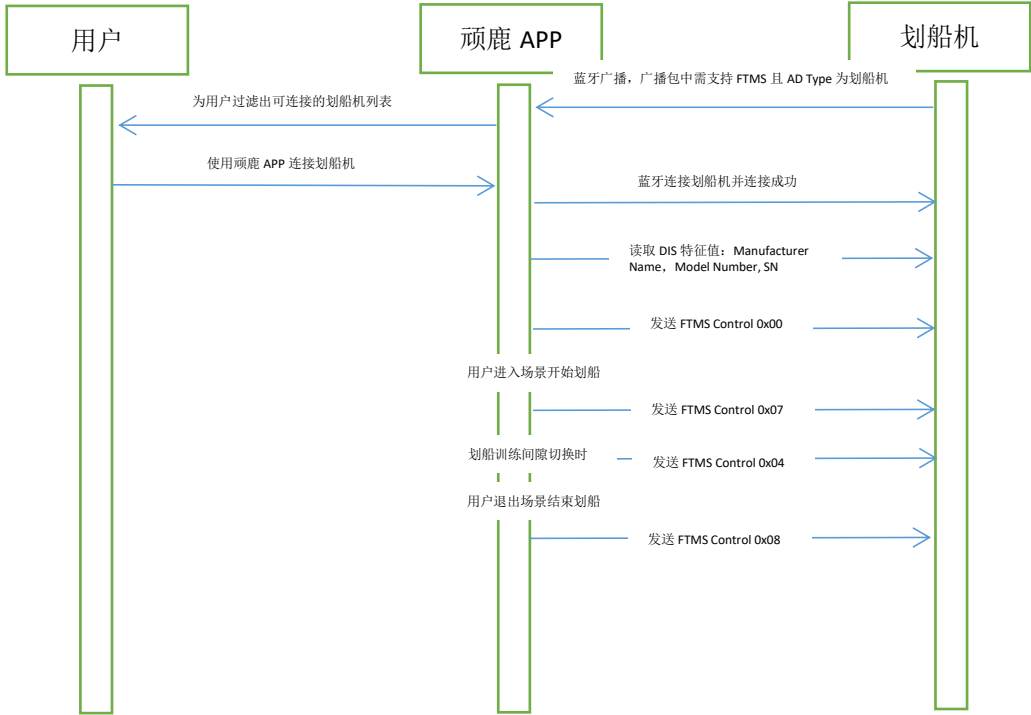 用户
顽鹿 APP
划船机
蓝牙广播，广播包中需支持 FTMS 且 AD Type 为划船机
为用户过滤出可连接的划船机列表
使用顽鹿 APP 连接划船机
蓝牙连接划船机并连接成功
读取 DIS 特征值：Manufacturer
Name，Model Number, SN
发送 FTMS Control 0x00
用户进入场景开始划船
发送 FTMS Control 0x07
划船训练间隙切换时
发送 FTMS Control 0x04
用户退出场景结束划船
发送 FTMS Control 0x08